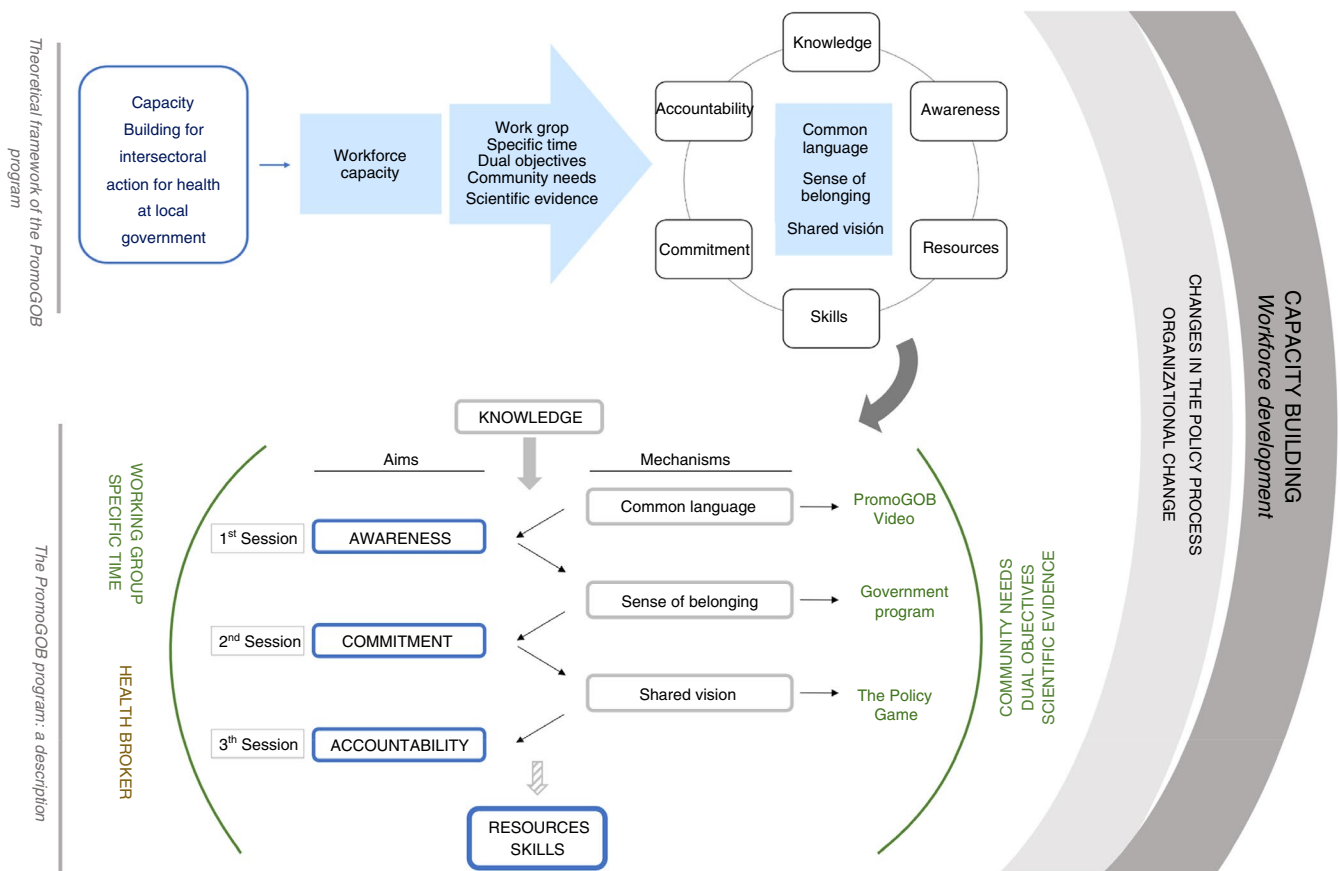 Theoretical framework of the PromoGOB
program
Capacity
Building for
intersectoral
action for health
at local
government
Workforce
capacity
Work grop
Specific time
Dual objectives
Community needs
Scientific evidence
Knowledge
Accountability
Awareness
Common
language
Sense of
belonging
Shared visión
Commitment
Resources
Skills
CAPACITY BUILDING
Workforce development
CHANGES IN THE POLICY PROCESS
ORGANIZATIONAL CHANGE
The PromoGOB program: a description
WORKING GROUP
SPECIFIC TIME
HEALTH BROKER
KNOWLEDGE
Aims
Mechanisms
Common language
PromoGOB
Video
1st Session
AWARENESS
Sense of belonging
Government
program
2nd Session
COMMITMENT
Shared vision
The Policy
Game
3th Session
ACCOUNTABILITY
RESOURCES
SKILLS
COMMUNITY NEEDS
DUAL OBJECTIVES
SCIENTIFIC EVIDENCE